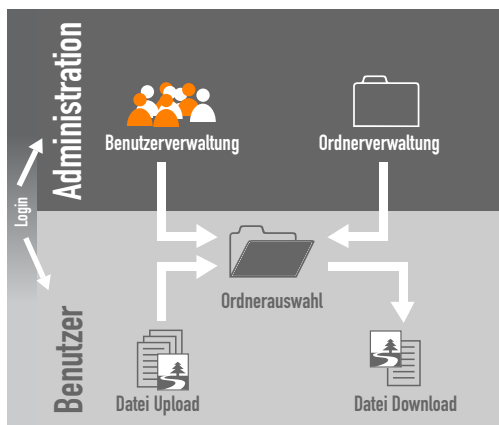 Administration
Benutzerverwaltung
Ordnerverwaltung
Login
Ordnerauswahl
Benutzer
Datei Upload
Datei Download